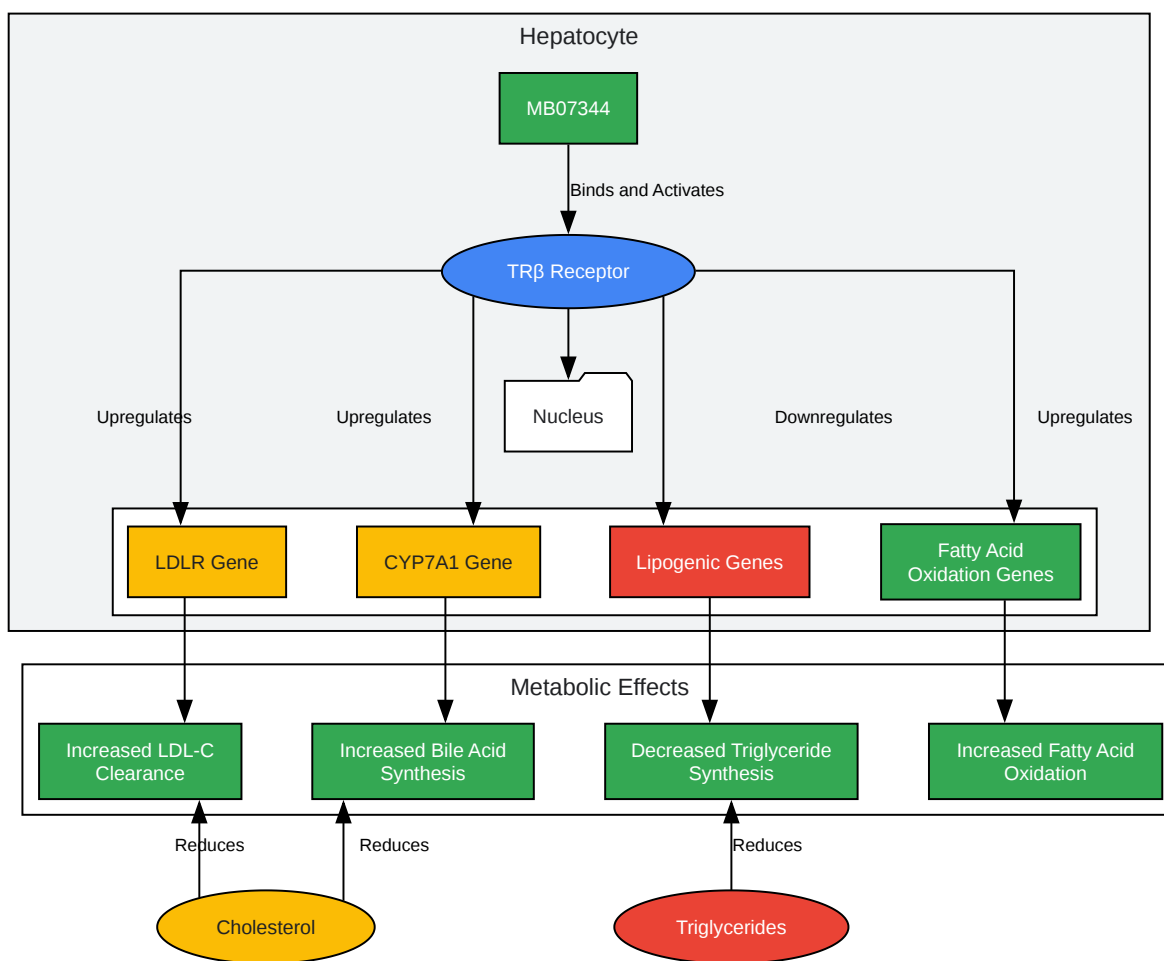 Hepatocyte
MB07344
Binds and Activates
TRβ Receptor
Nucleus
Upregulates
Upregulates
Downregulates
Upregulates
LDLR Gene
CYP7A1 Gene
Lipogenic Genes
Fatty Acid
Oxidation Genes
Metabolic Effects
Increased LDL-C
Clearance
Increased Bile Acid
Synthesis
Decreased Triglyceride
Synthesis
Increased Fatty Acid
Oxidation
Reduces
Reduces
Reduces
Cholesterol
Triglycerides